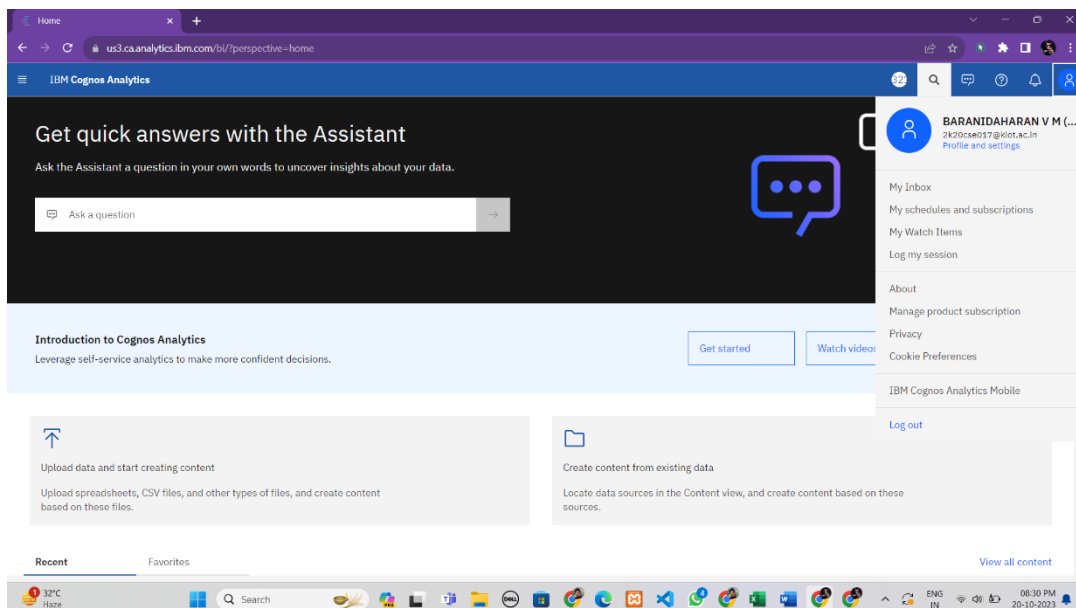 Home
us3.ca.analytics.ibm.com/bi/?perspective=home
IBM Cognos Analytics
Get quick answers with the Assistant
Ask the Assistant a question in your own words to uncover insights about your data.
Ask a question
BARANIDAHARAN V M (...
2k20cse017@kiot.ac.in
Profile and settings
My Inbox
My schedules and subscriptions
My Watch Items
Log my session
About
Manage product subscription
Privacy
Cookie Preferences
IBM Cognos Analytics Mobile
Log out
Introduction to Cognos Analytics
Leverage self-service analytics to make more confident decisions.
Get started
Watch videos
Upload data and start creating content
Upload spreadsheets, CSV files, and other types of files, and create content
based on these files.
Create content from existing data
Locate data sources in the Content view, and create content based on these
sources.
Recent Favorites View all content
32°C
Haze
Search
DELL
ENG
IN
08:30 PM
20-10-2023